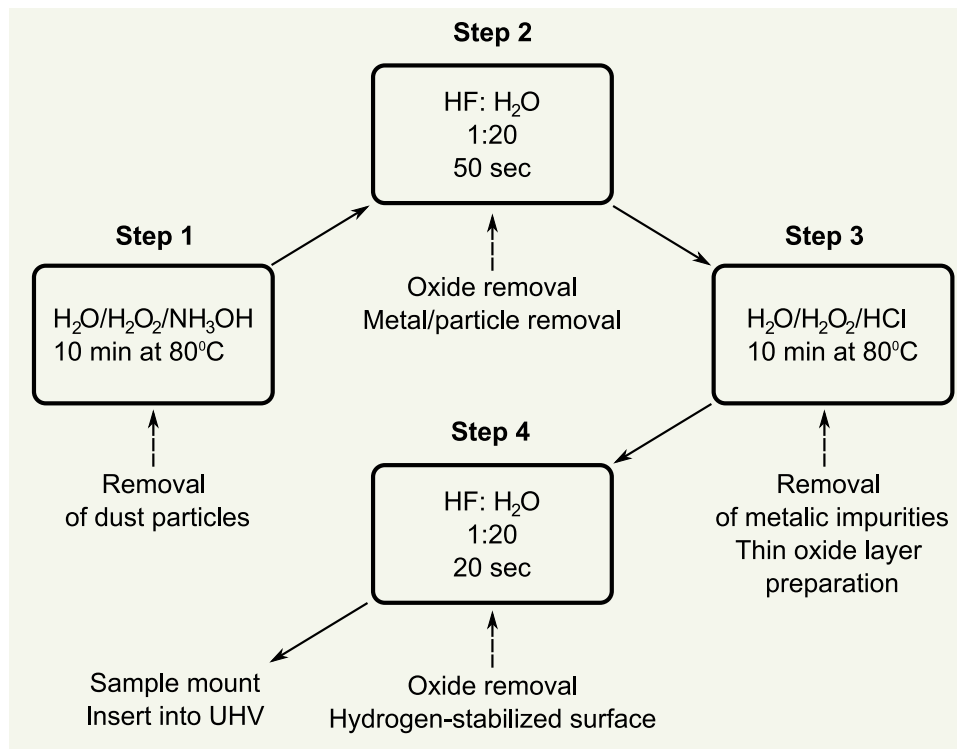 Step 1
H₂O/H₂O₂/NH₃OH
10 min at 80⁰C
Removal
of dust particles
Step 2
HF: H₂O
1:20
50 sec
Oxide removal
Metal/particle removal
Step 3
H₂O/H₂O₂/HCl
10 min at 80⁰C
Removal
of metalic impurities
Thin oxide layer
preparation
Step 4
HF: H₂O
1:20
20 sec
Oxide removal
Hydrogen-stabilized surface
Sample mount
Insert into UHV